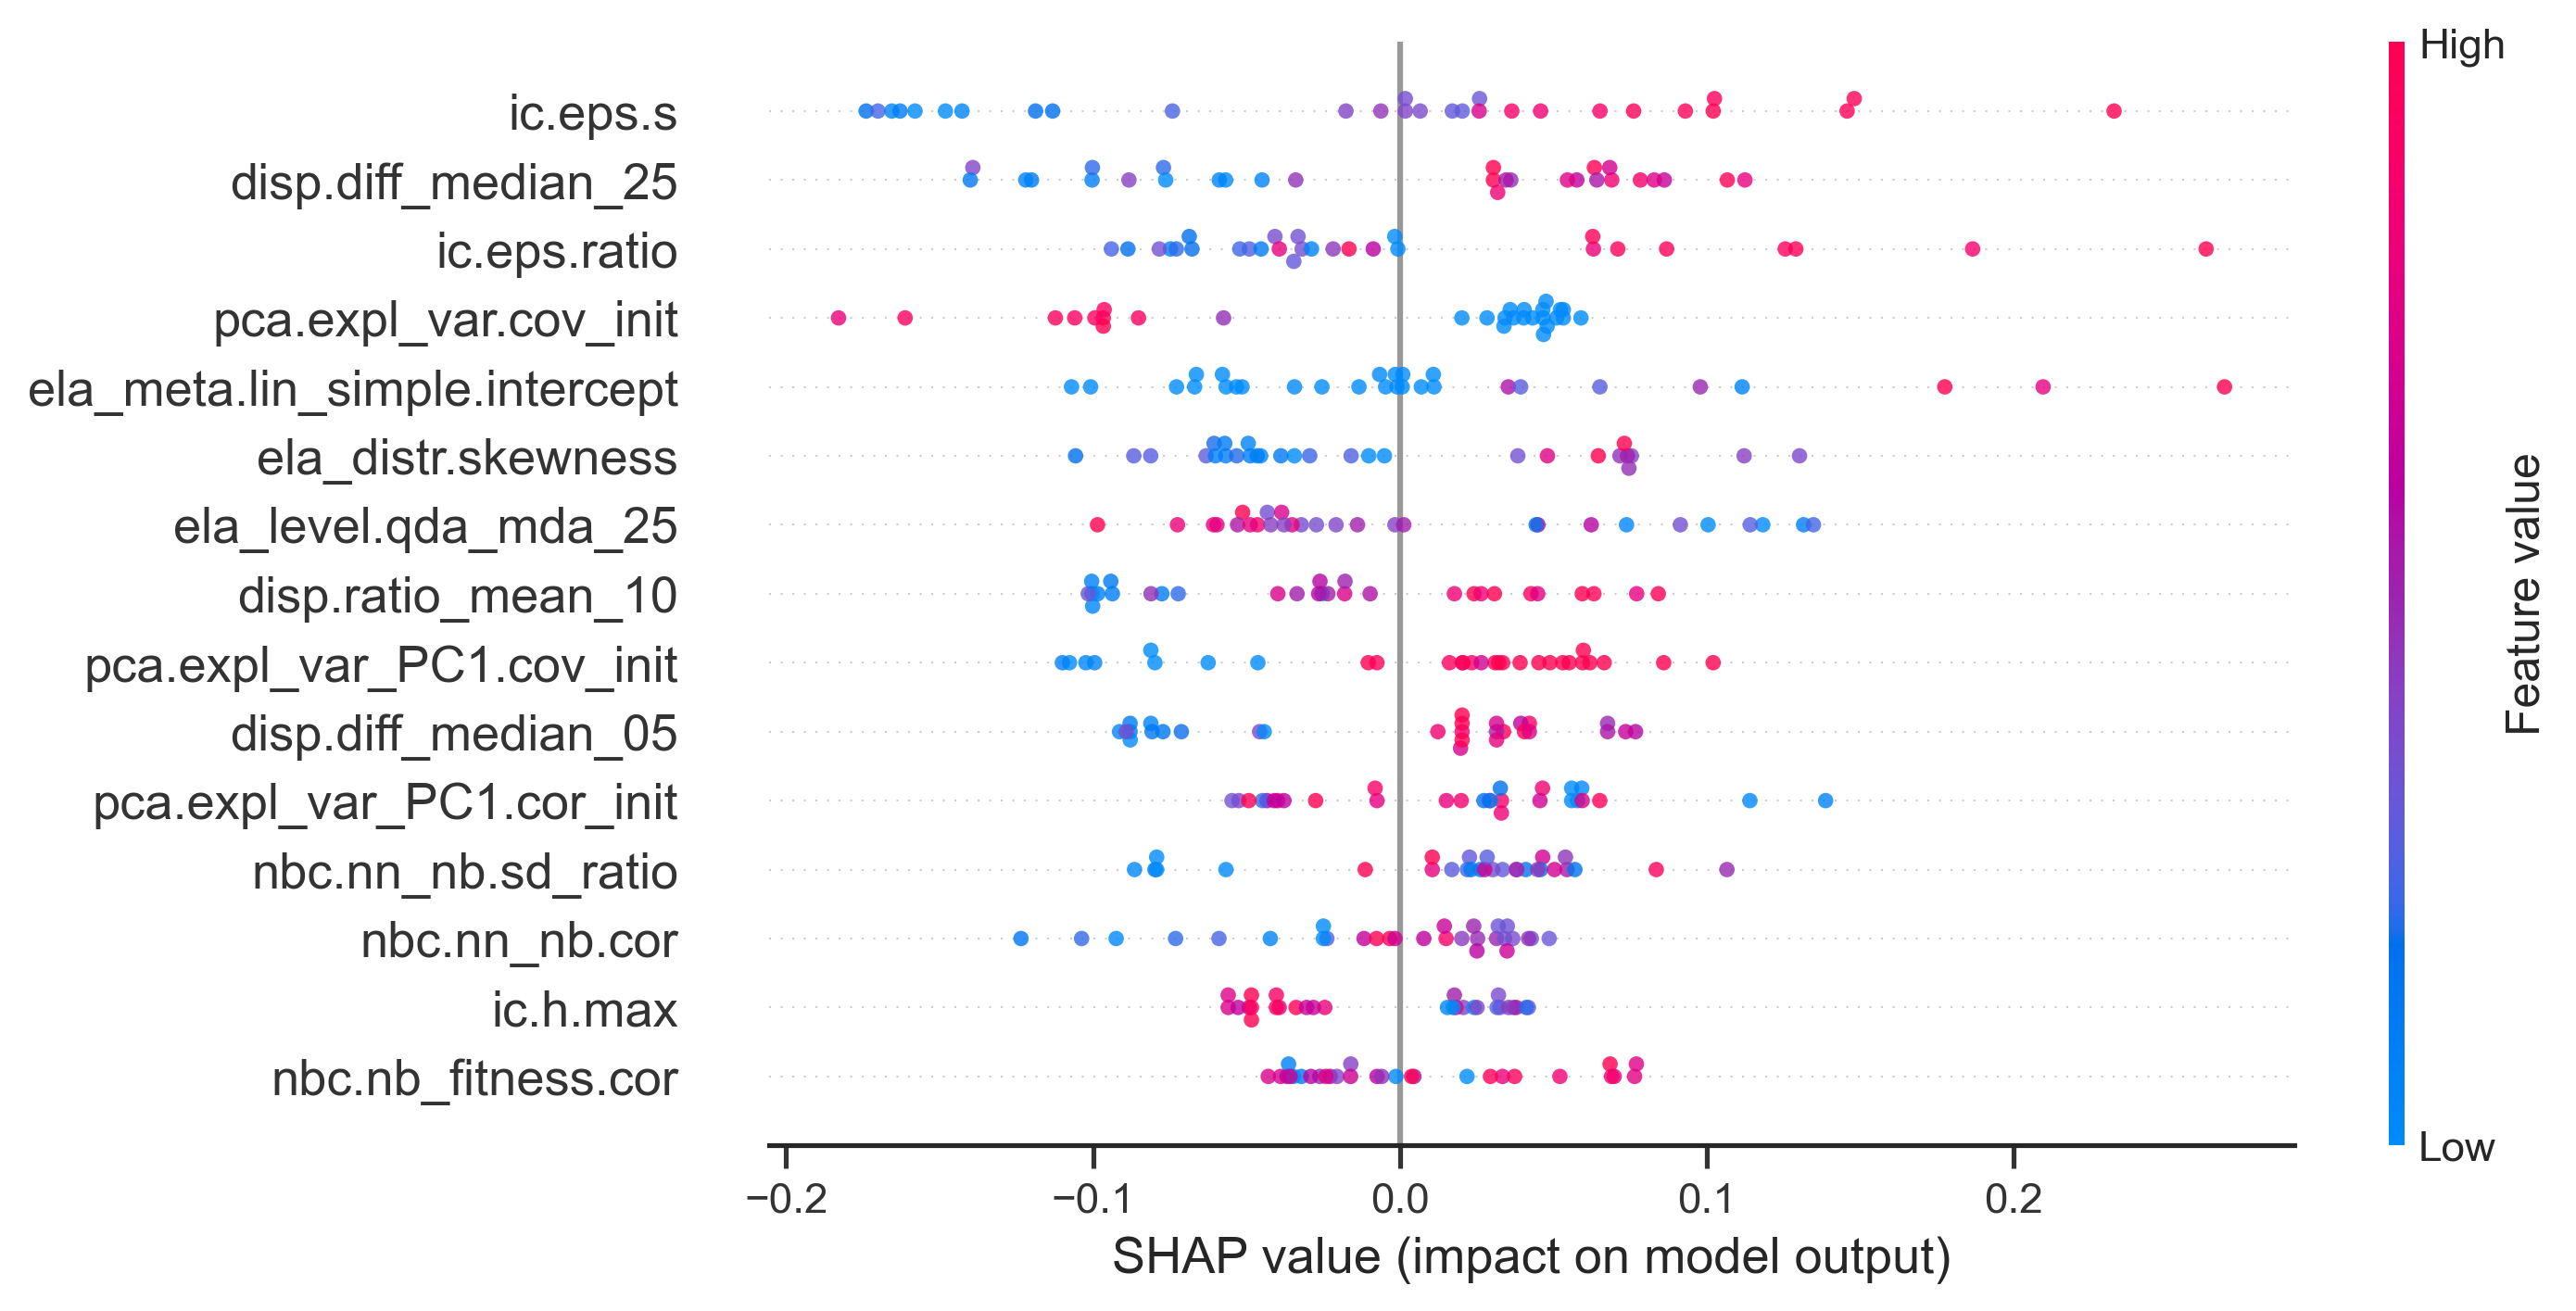 High
ic.eps.s
disp.diff_median_25
ic.eps.ratio
pca.expl_var.cov_init
ela_meta.lin_simple.intercept
ela_distr.skewness
ela_level.qda_mda_25
disp.ratio_mean_10
pca.expl_var_PC1.cov_init
disp.diff_median_05
pca.expl_var_PC1.cor_init
nbc.nn_nb.sd_ratio
nbc.nn_nb.cor
ic.h.max
nbc.nb_fitness.cor
Feature value
Low
−0.2 −0.1 0.0 0.1 0.2
SHAP value (impact on model output)